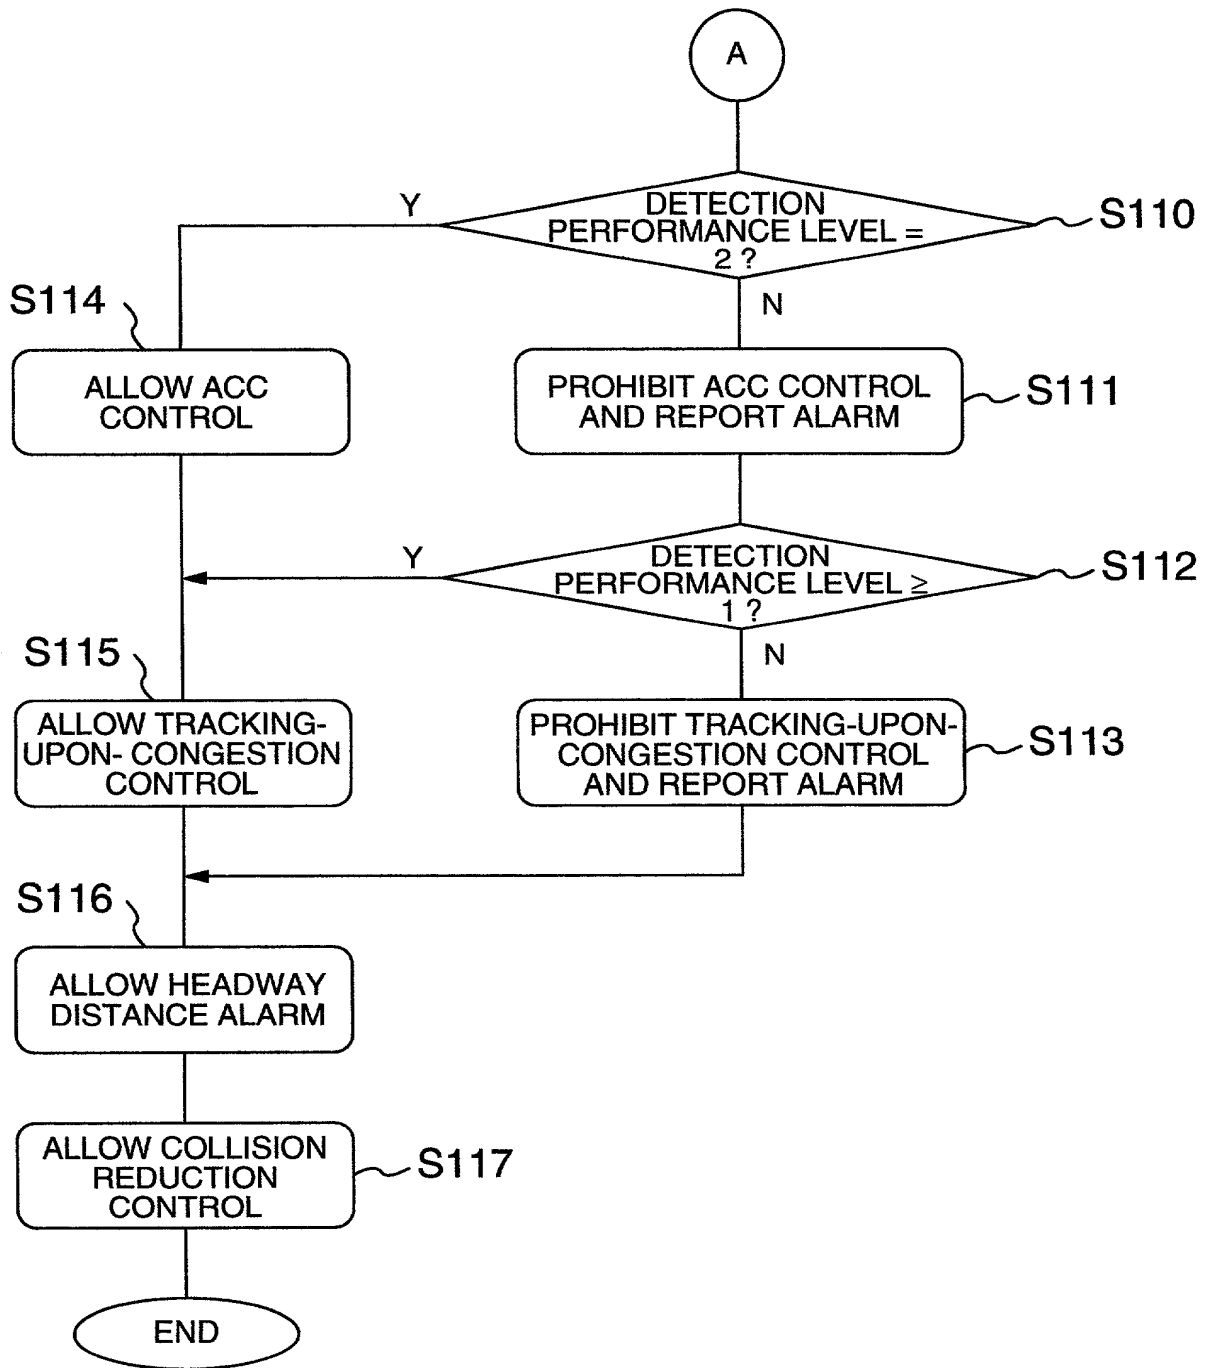 A
Y
DETECTION
PERFORMANCE LEVEL =
2 ?
S110
N
S114
ALLOW ACC
CONTROL
PROHIBIT ACC CONTROL
AND REPORT ALARM
S111
Y
DETECTION
PERFORMANCE LEVEL ≥
1 ?
S112
N
S115
ALLOW TRACKING-
UPON- CONGESTION
CONTROL
PROHIBIT TRACKING-UPON-
CONGESTION CONTROL
AND REPORT ALARM
S113
S116
ALLOW HEADWAY
DISTANCE ALARM
ALLOW COLLISION
REDUCTION
CONTROL
S117
END